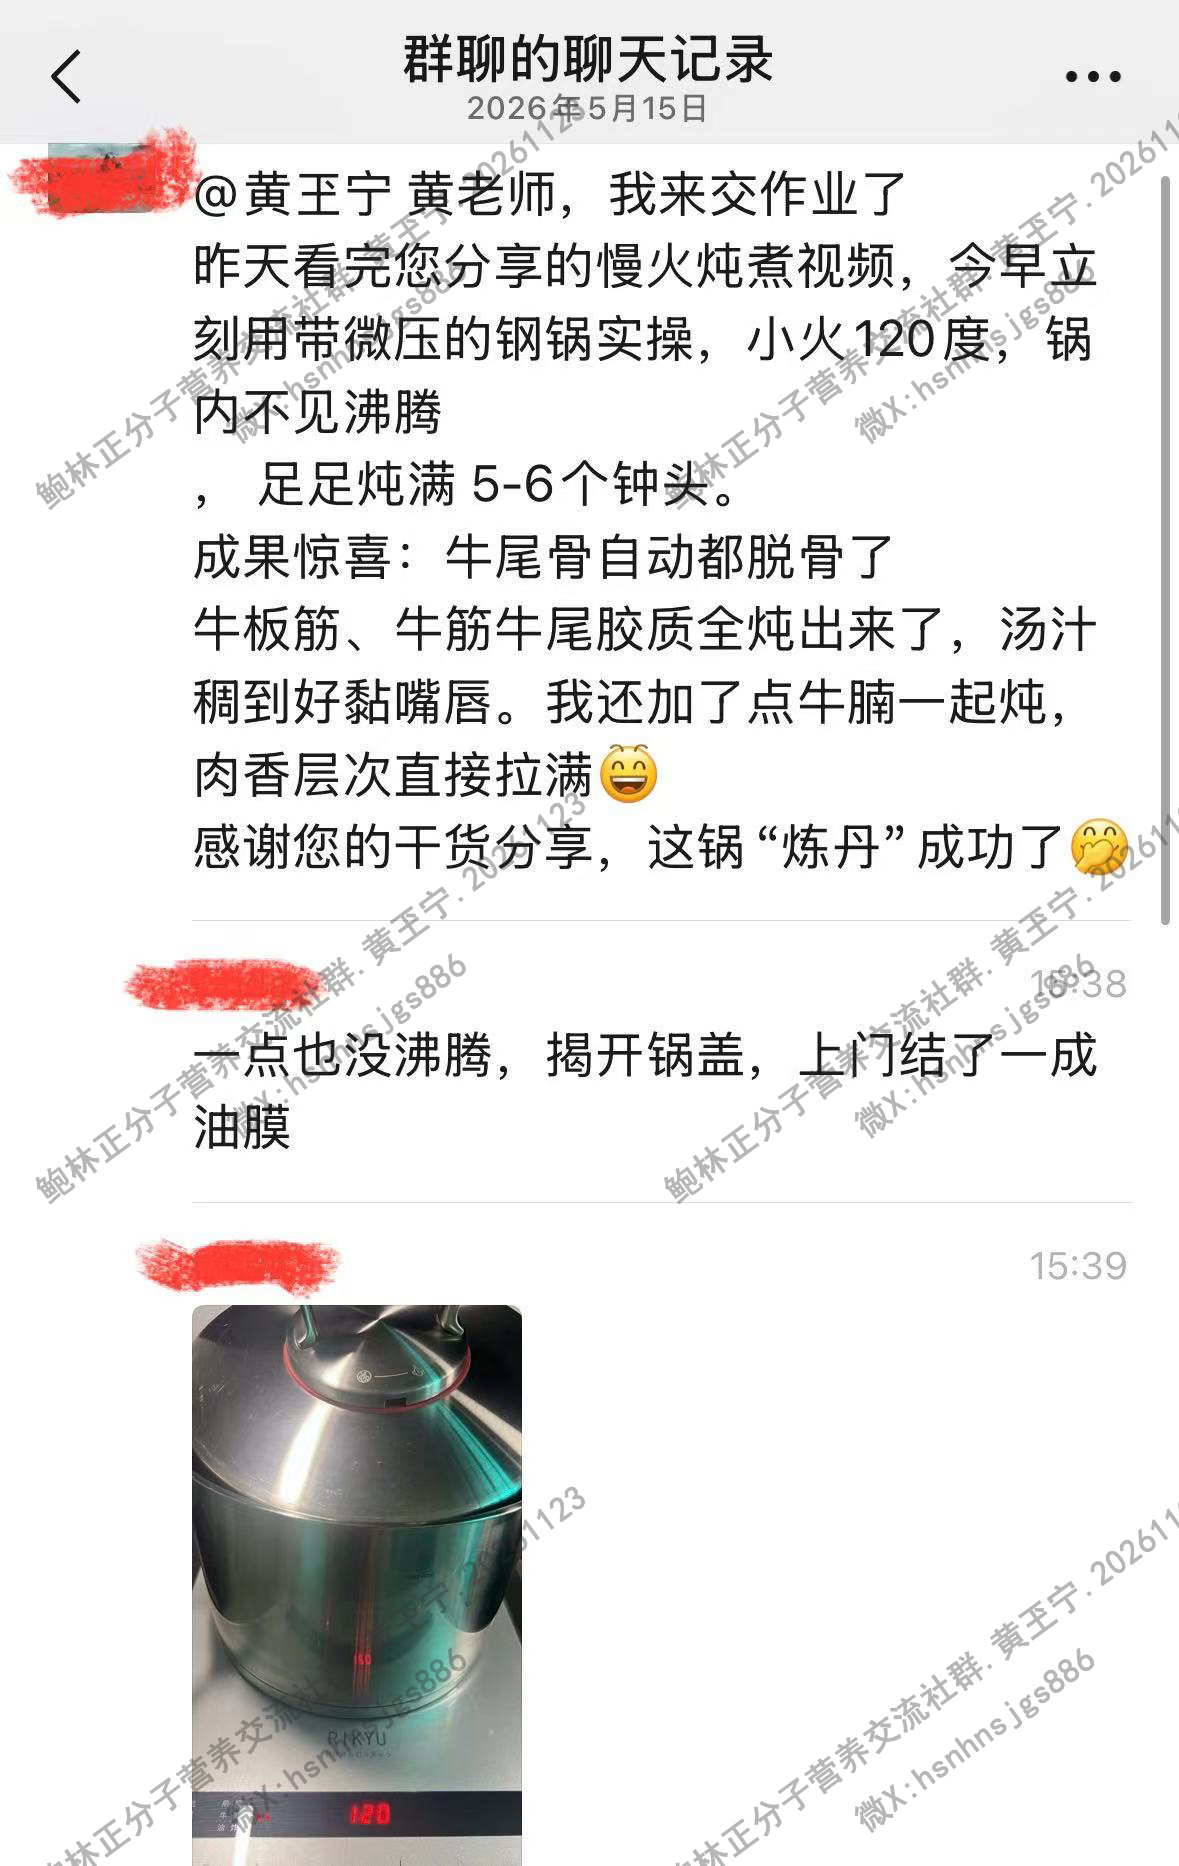 群聊的聊天记录
2026年5月15日
@黄玊宁 黄老师，我来交作业了
昨天看完您分享的慢火炖煮视频，今早立
刻用带微压的钢锅实操，小火120度，锅
内不见沸腾
， 足足炖满 5-6个钟头。
成果惊喜：牛尾骨自动都脱骨了
牛板筋、牛筋牛尾胶质全炖出来了，汤汁
稠到好黏嘴唇。我还加了点牛腩一起炖，
肉香层次直接拉满😄
感谢您的干货分享，这锅 “炼丹” 成功了🤭
15:38
一点也没沸腾，揭开锅盖，上门结了一成
油膜
15:39
RIKYU
120
鲍林正分子营养交流社群. 黄玊宁. 20261123
微X:hsnhnsjgs886